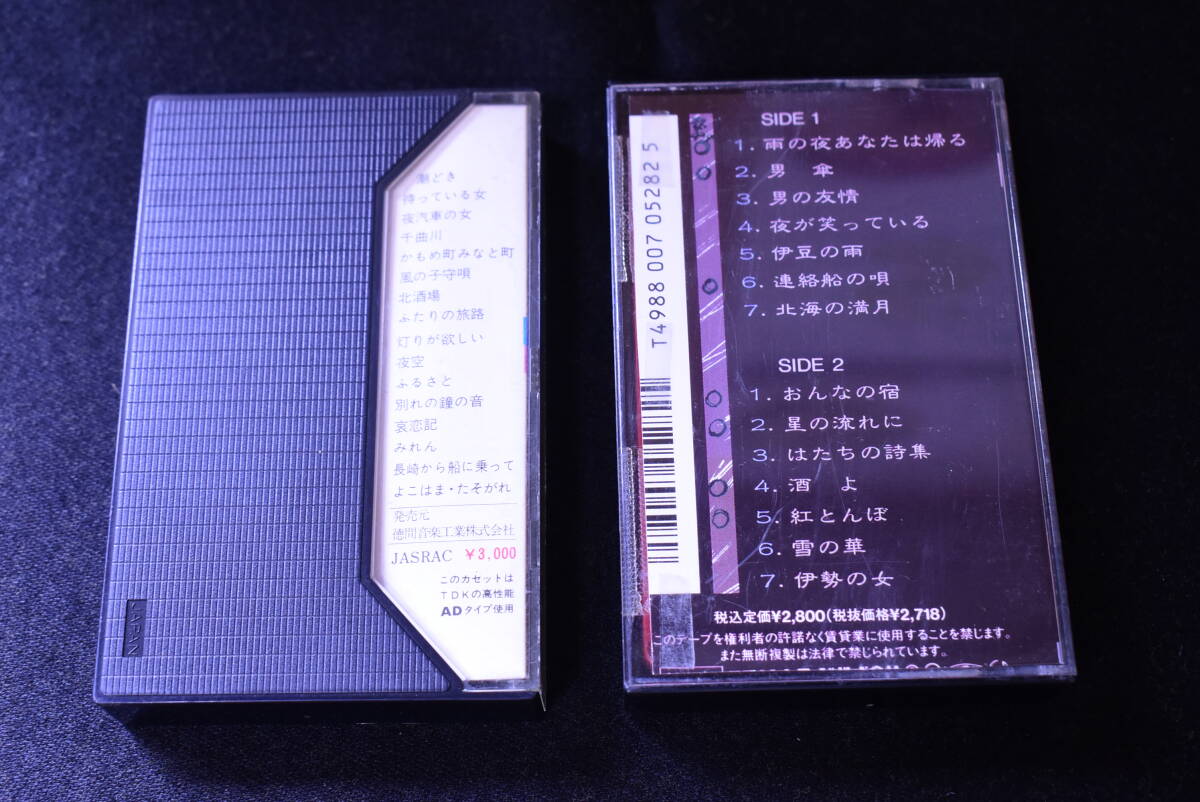 潮どき
待っている女
夜汽車の女
千曲川
かもめ町みなと町
風の子守唄
北酒場
ふたりの旅路
灯りが欲しい
夜空
ふるさと
別れの鐘の音
哀恋記
みれん
長崎から船に乗って
よこはま・たそがれ
発売元
徳間音楽工業株式会社
JASRAC ¥3,000
このカセットは
TDKの高性能
ADタイプ使用
JAPAN
T4988 007 05282 5
SIDE 1
1. 雨の夜あなたは帰る
2. 男 傘
3. 男の友情
4. 夜が笑っている
5. 伊豆の雨
6. 連絡船の唄
7. 北海の満月
SIDE 2
1. おんなの宿
2. 星の流れに
3. はたちの詩集
4. 酒 よ
5. 紅とんぼ
6. 雪の華
7. 伊勢の女
税込定価¥2,800(税抜価格¥2,718)
このテープを権利者の許諾なく賃貸業に使用することを禁じます。
また無断複製は法律で禁じられています。